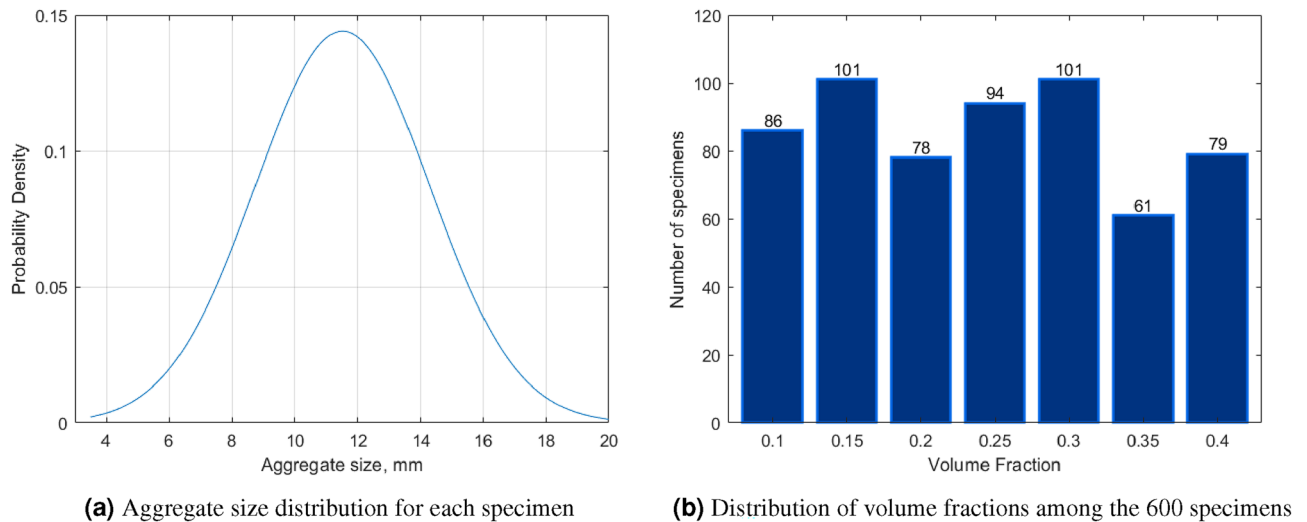 0.15
0.1
0.05
0
Probability Density
4 6 8 10 12 14 16 18 20
Aggregate size, mm
(a) Aggregate size distribution for each specimen
120
100
80
60
40
20
0
Number of specimens
86 101 78 94 101 61 79
0.1 0.15 0.2 0.25 0.3 0.35 0.4
Volume Fraction
(b) Distribution of volume fractions among the 600 specimens